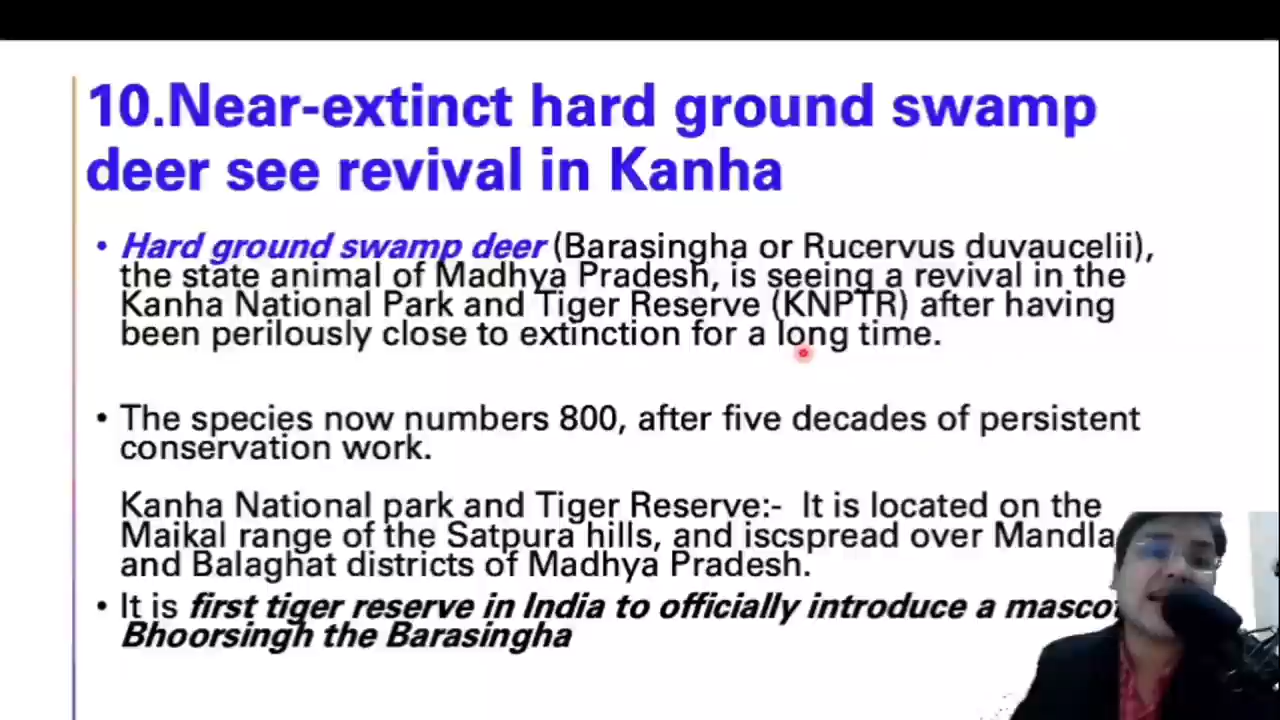 10.Near-extinct hard ground swamp
deer see revival in Kanha
• Hard ground swamp deer (Barasingha or Rucervus duvaucelii),
the state animal of Madhya Pradesh, is seeing a revival in the
Kanha National Park and Tiger Reserve (KNPTR) after having
been perilously close to extinction for a long time.
• The species now numbers 800, after five decades of persistent
conservation work.
Kanha National park and Tiger Reserve:- It is located on the
Maikal range of the Satpura hills, and iscspread over Mandla
and Balaghat districts of Madhya Pradesh.
• It is first tiger reserve in India to officially introduce a mascot
Bhoorsingh the Barasingha